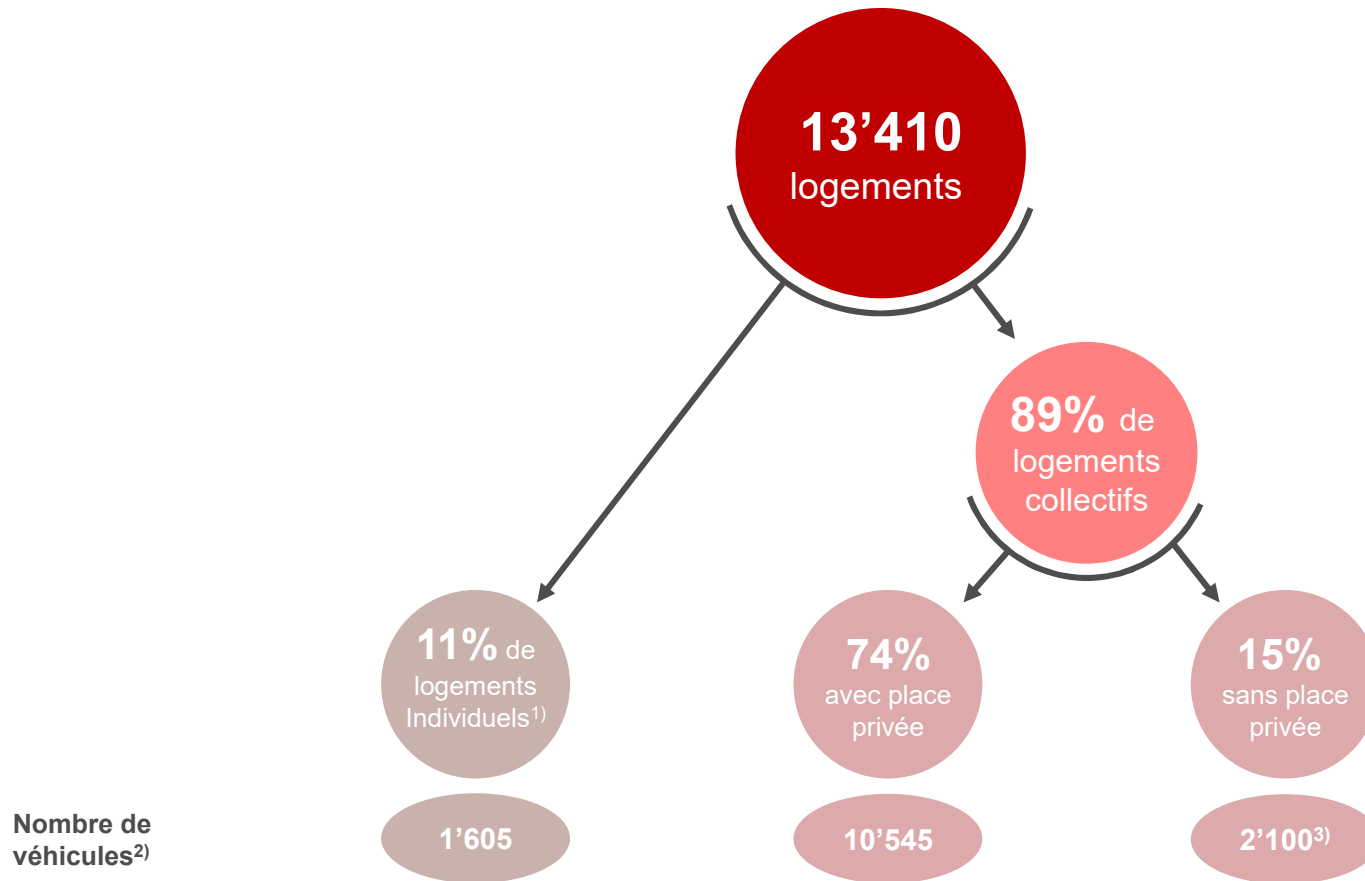 13’410
logements
89% de
logements
collectifs
11% de
logements
Individuels1)
74%
avec place
privée
15%
sans place
privée
Nombre de
véhicules2)
1’605
10’545
2’1003)